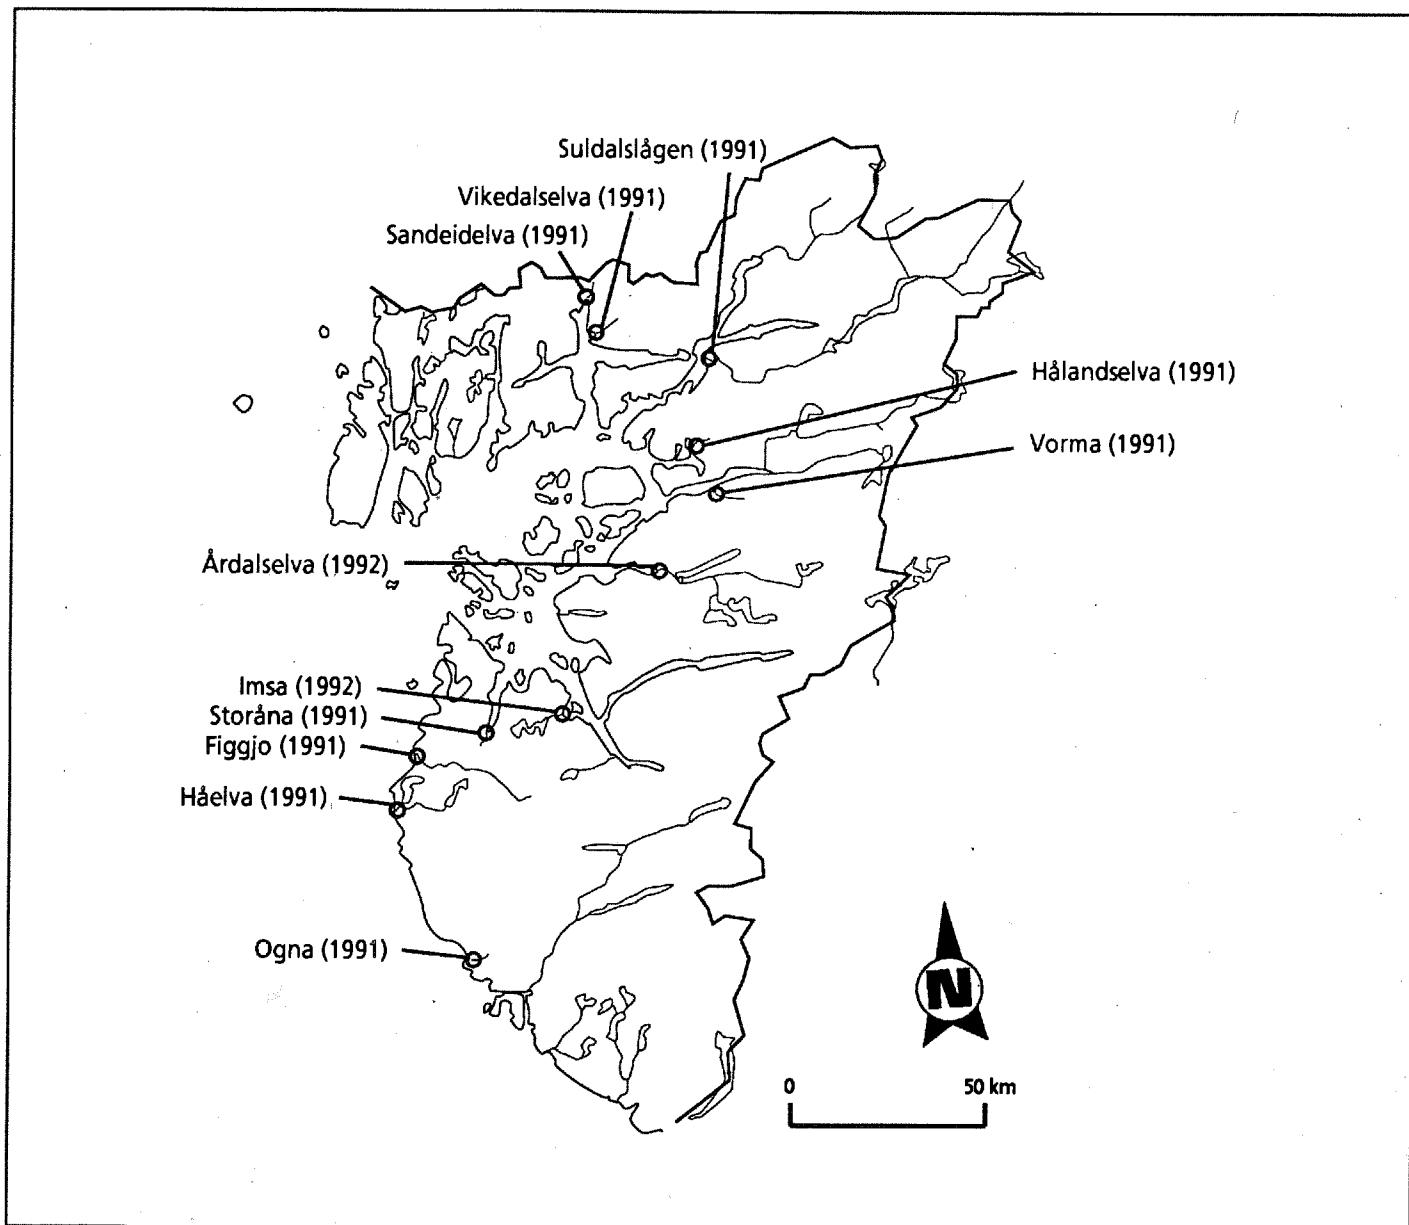 Suldalslågen (1991)
Vikedalselva (1991)
Sandeidelva (1991)
Hålandselva (1991)
Vorma (1991)
Årdalselva (1992)
Imsa (1992)
Storåna (1991)
Figgjo (1991)
Håelva (1991)
Ogna (1991)
N
0 50 km